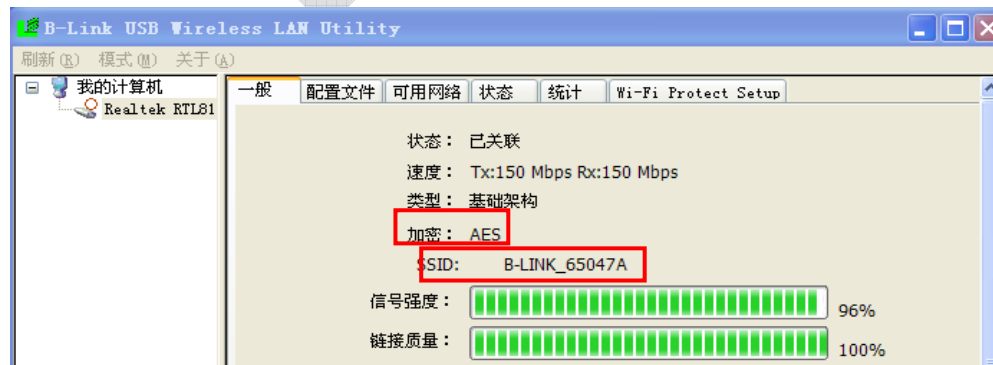 B-Link USB Wireless LAN Utility
刷新(R) 模式(M) 关于(A)
我的计算机
Realtek RTL81
一般 配置文件 可用网络 状态 统计 Wi-Fi Protect Setup
状态： 已关联
速度： Tx:150 Mbps Rx:150 Mbps
类型： 基础架构
加密： AES
SSID: B-LINK_65047A
信号强度： 96%
链接质量： 100%